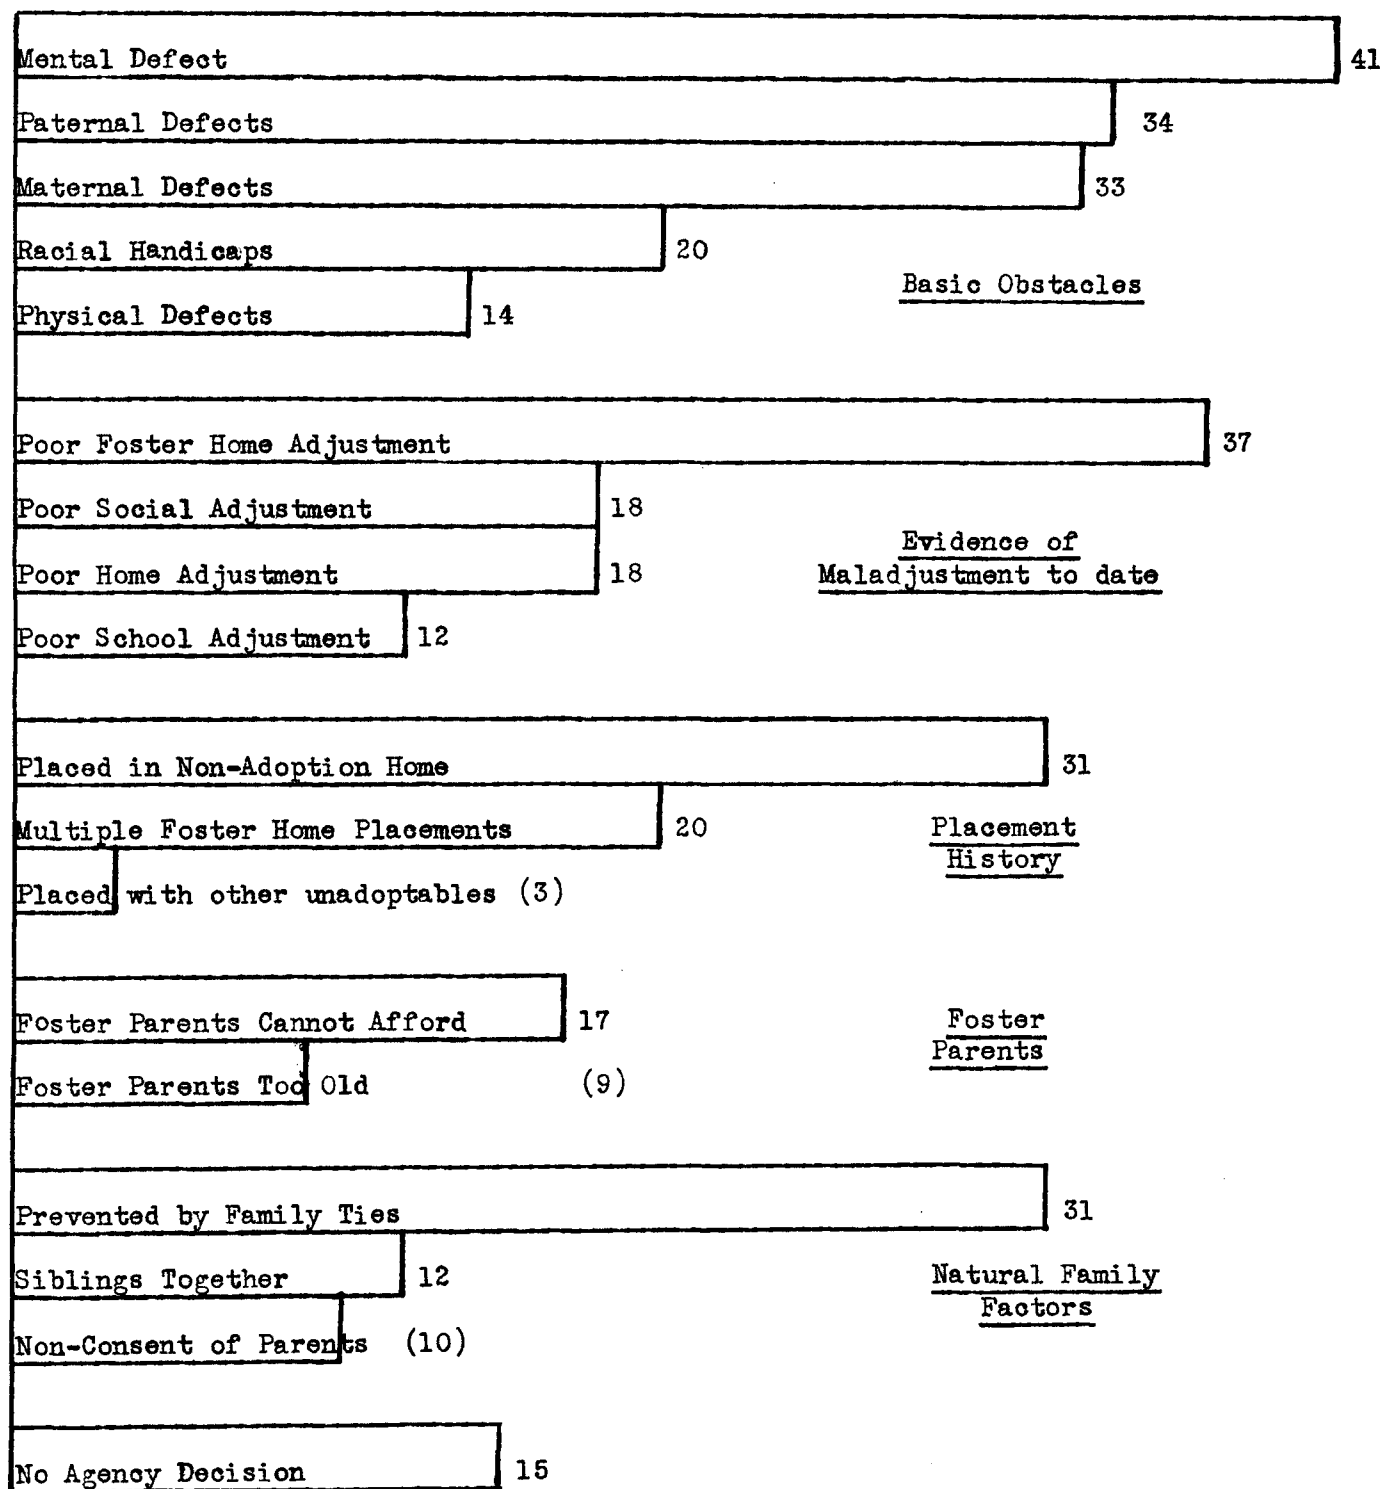 Mental Defect 41
Paternal Defects 34
Maternal Defects 33
Racial Handicaps 20
Basic Obstacles
Physical Defects 14
Poor Foster Home Adjustment 37
Poor Social Adjustment 18
Evidence of
Poor Home Adjustment 18
Maladjustment to date
Poor School Adjustment 12
Placed in Non-Adoption Home 31
Multiple Foster Home Placements 20
Placement
History
Placed with other unadoptables (3)
Foster Parents Cannot Afford 17
Foster
Parents
Foster Parents Too Old (9)
Prevented by Family Ties 31
Siblings Together 12
Natural Family
Factors
Non-Consent of Parents (10)
No Agency Decision 15